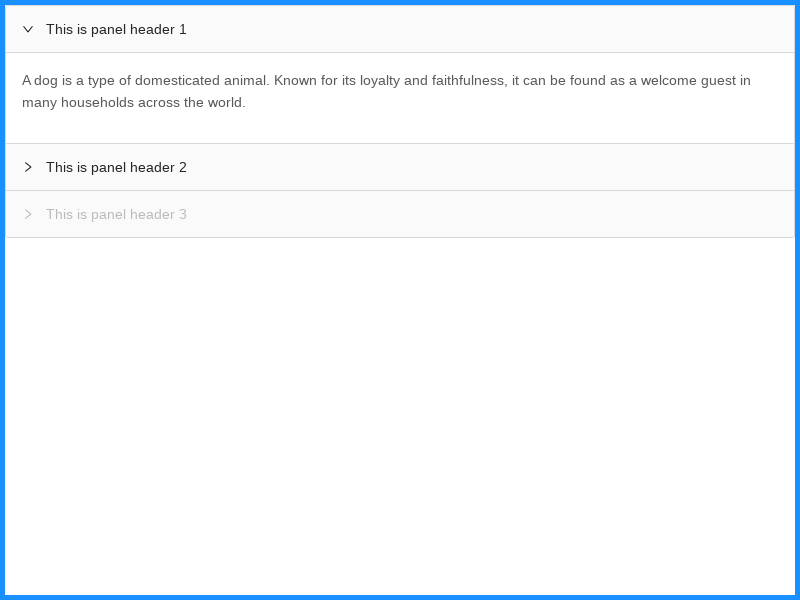 This is panel header 1
A dog is a type of domesticated animal. Known for its loyalty and faithfulness, it can be found as a welcome guest in
many households across the world.
This is panel header 2
This is panel header 3